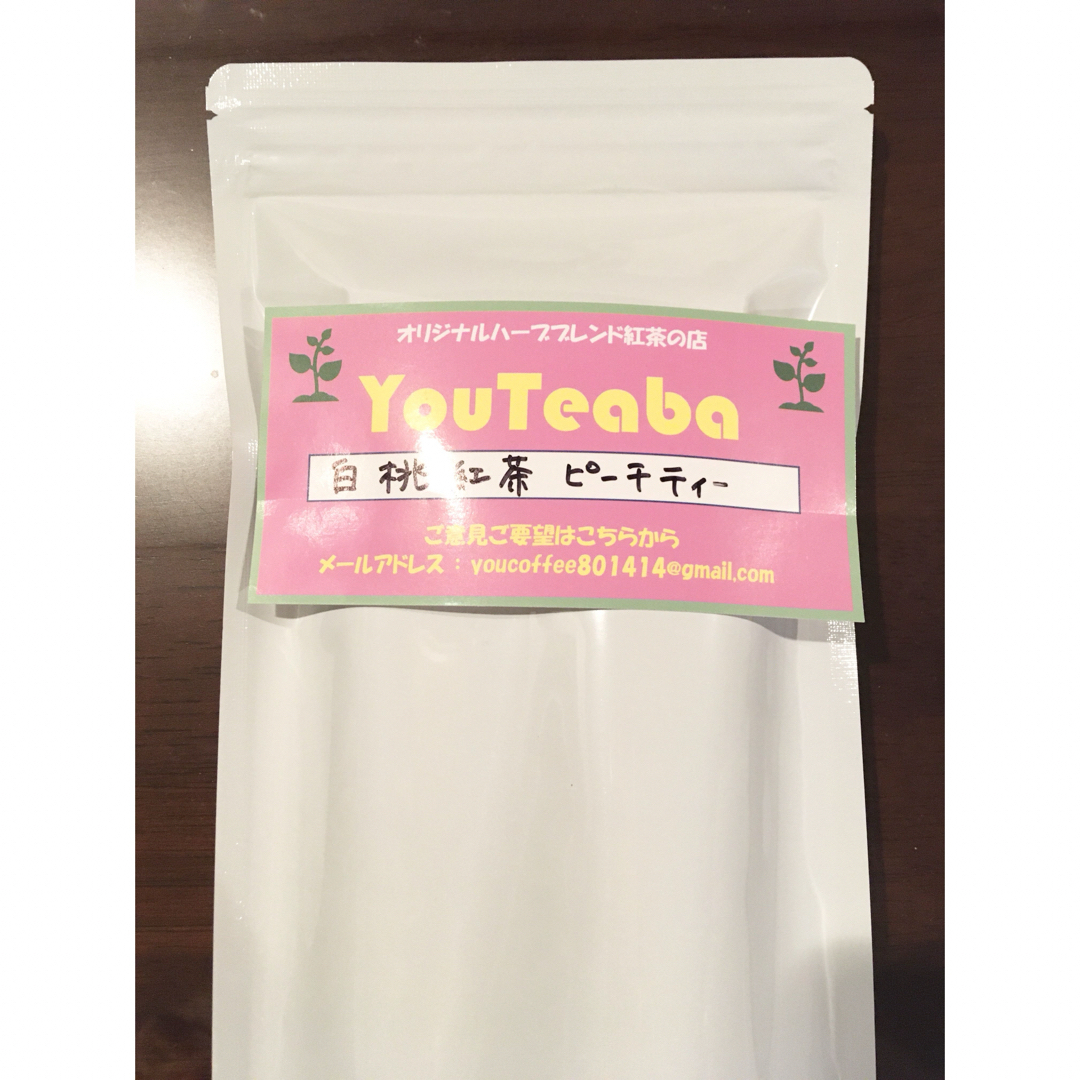 オリジナルハーブブレンド紅茶の店
YouTeaba
白桃紅茶 ピーチティー
ご意見ご要望はこちらから
メールアドレス : youcoffee801414@gmail.com